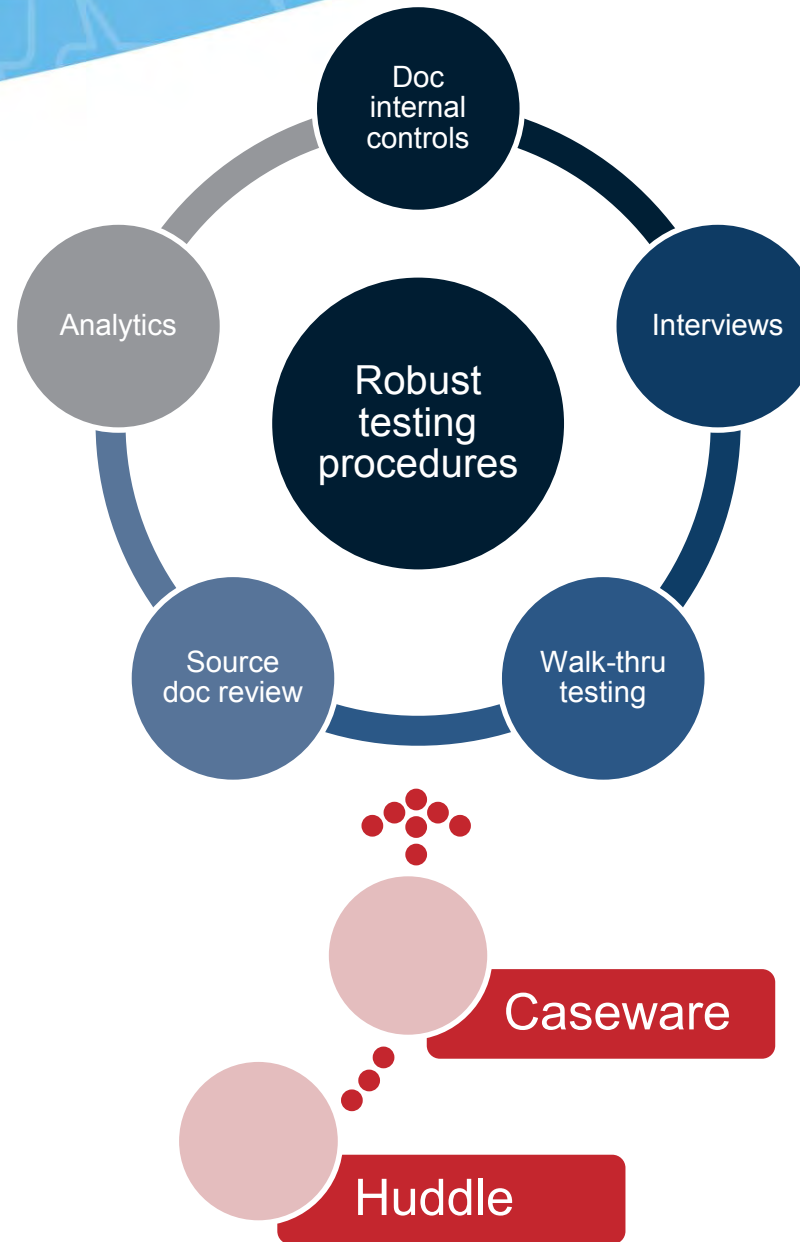 Doc
internal
controls
Analytics
Interviews
Robust
testing
procedures
Source
doc review
Walk-thru
testing
Caseware
Huddle